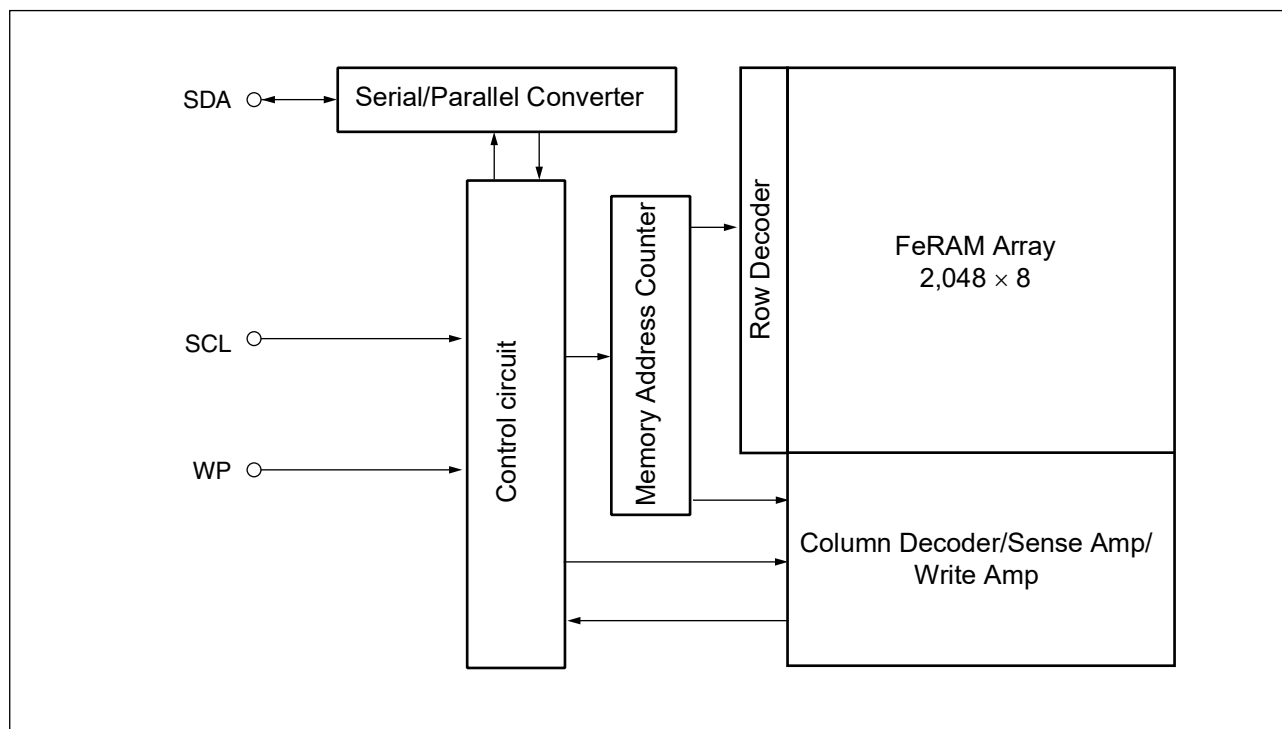 SDA
Serial/Parallel Converter
SCL
WP
Control circuit
Memory Address Counter
Row Decoder
FeRAM Array
2,048 × 8
Column Decoder/Sense Amp/
Write Amp